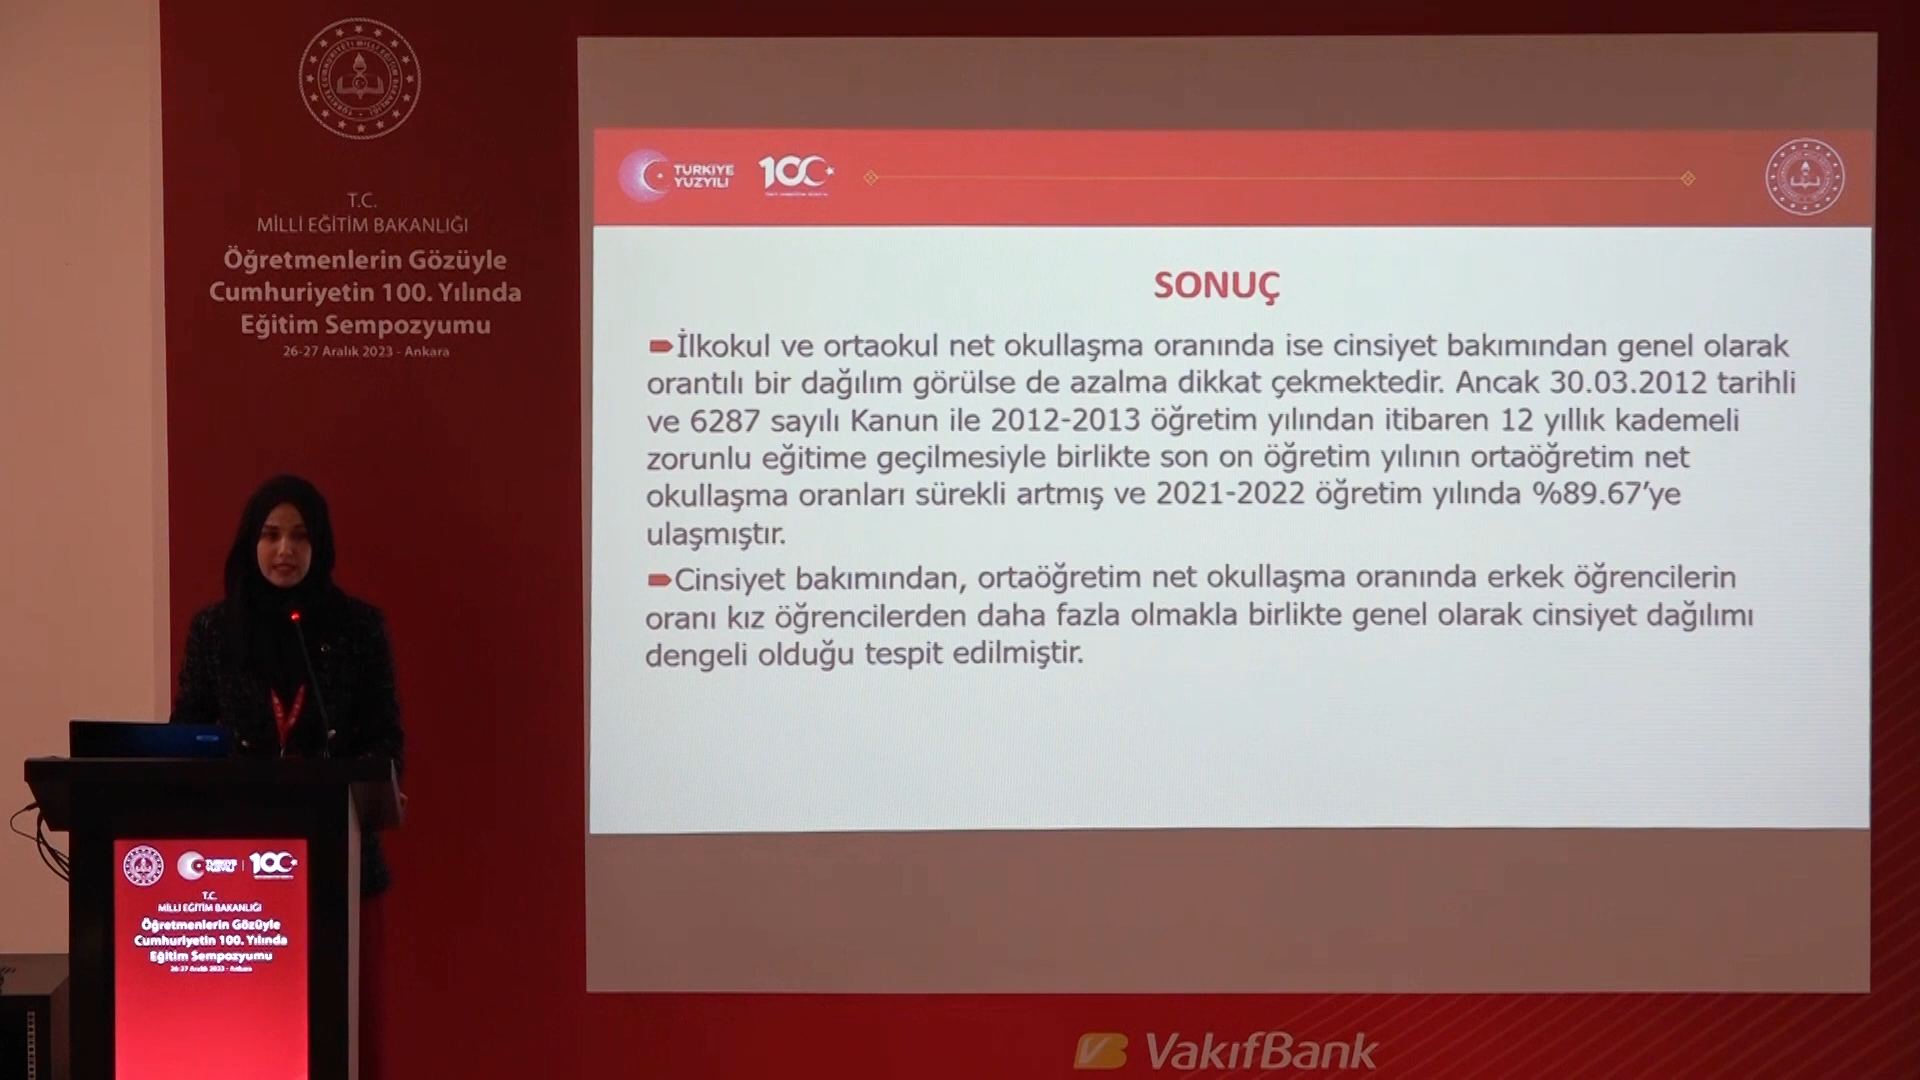 T.C.
MİLLİ EĞİTİM BAKANLIĞI
Öğretmenlerin Gözüyle
Cumhuriyetin 100. Yılında
Eğitim Sempozyumu
26-27 Aralık 2023 - Ankara
TÜRKİYE
YÜZYILI
100
SONUÇ
İlkokul ve ortaokul net okullaşma oranında ise cinsiyet bakımından genel olarak
orantılı bir dağılım görülse de azalma dikkat çekmektedir. Ancak 30.03.2012 tarihli
ve 6287 sayılı Kanun ile 2012-2013 öğretim yılından itibaren 12 yıllık kademeli
zorunlu eğitime geçilmesiyle birlikte son on öğretim yılının ortaöğretim net
okullaşma oranları sürekli artmış ve 2021-2022 öğretim yılında %89.67’ye
ulaşmıştır.
Cinsiyet bakımından, ortaöğretim net okullaşma oranında erkek öğrencilerin
oranı kız öğrencilerden daha fazla olmakla birlikte genel olarak cinsiyet dağılımı
dengeli olduğu tespit edilmiştir.
TÜRKİYE
YÜZYILI
100
T.C.
MİLLİ EĞİTİM BAKANLIĞI
Öğretmenlerin Gözüyle
Cumhuriyetin 100. Yılında
Eğitim Sempozyumu
26-27 Aralık 2023 - Ankara
VakıfBank